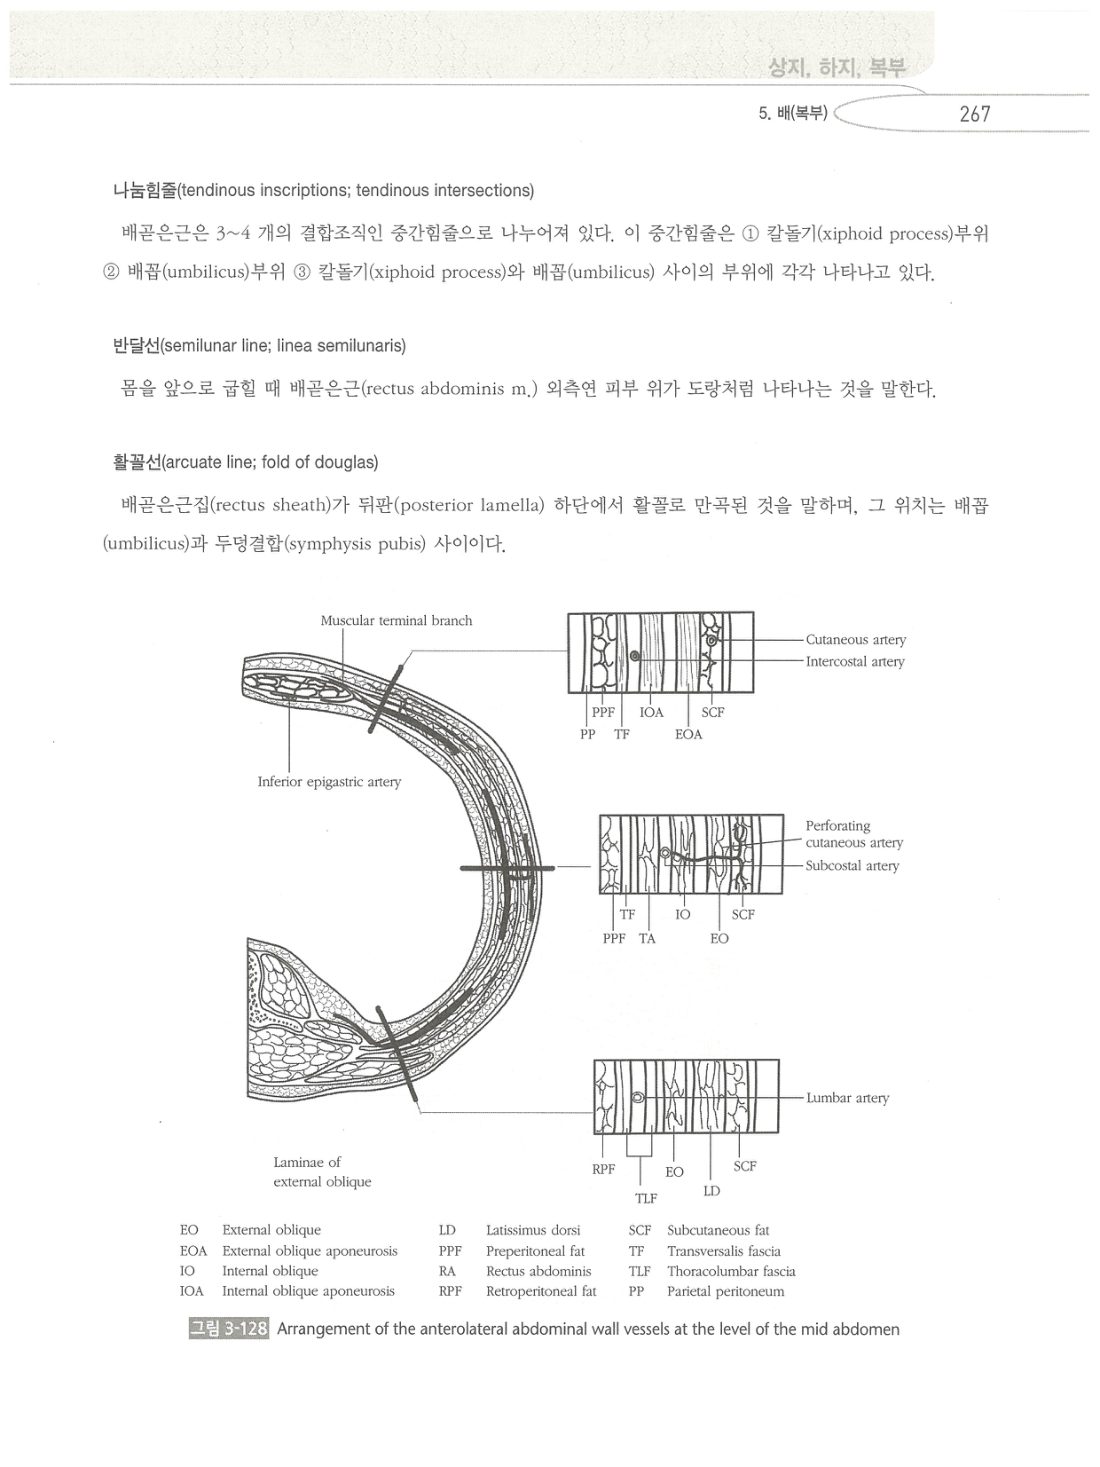 상지, 하지, 복부
5. 배(복부)
267
나눔힘줄(tendinous inscriptions; tendinous intersections)
배곧은근은 3~4 개의 결합조직인 중간힘줄으로 나누어져 있다. 이 중간힘줄은 ① 칼돌기(xiphoid process)부위
② 배꼽(umbilicus)부위 ③ 칼돌기(xiphoid process)와 배꼽(umbilicus) 사이의 부위에 각각 나타나고 있다.
반달선(semilunar line; linea semilunaris)
몸을 앞으로 굽힐 때 배곧은근(rectus abdominis m.) 외측연 피부 위가 도랑처럼 나타나는 것을 말한다.
활꼴선(arcuate line; fold of douglas)
배곧은근집(rectus sheath)가 뒤판(posterior lamella) 하단에서 활꼴로 만곡된 것을 말하며, 그 위치는 배꼽
(umbilicus)과 두덩결합(symphysis pubis) 사이이다.
Muscular terminal branch
Inferior epigastric artery
Cutaneous artery
Intercostal artery
PPF IOA SCF
PP TF EOA
Perforating
cutaneous artery
Subcostal artery
TF IO SCF
PPF TA EO
Lumbar artery
RPF EO SCF
TLF LD
Laminae of
external oblique
EO External oblique LD Latissimus dorsi SCF Subcutaneous fat
EOA External oblique aponeurosis PPF Preperitoneal fat TF Transversalis fascia
IO Internal oblique RA Rectus abdominis TLF Thoracolumbar fascia
IOA Internal oblique aponeurosis RPF Retroperitoneal fat PP Parietal peritoneum
그림 3-128 Arrangement of the anterolateral abdominal wall vessels at the level of the mid abdomen